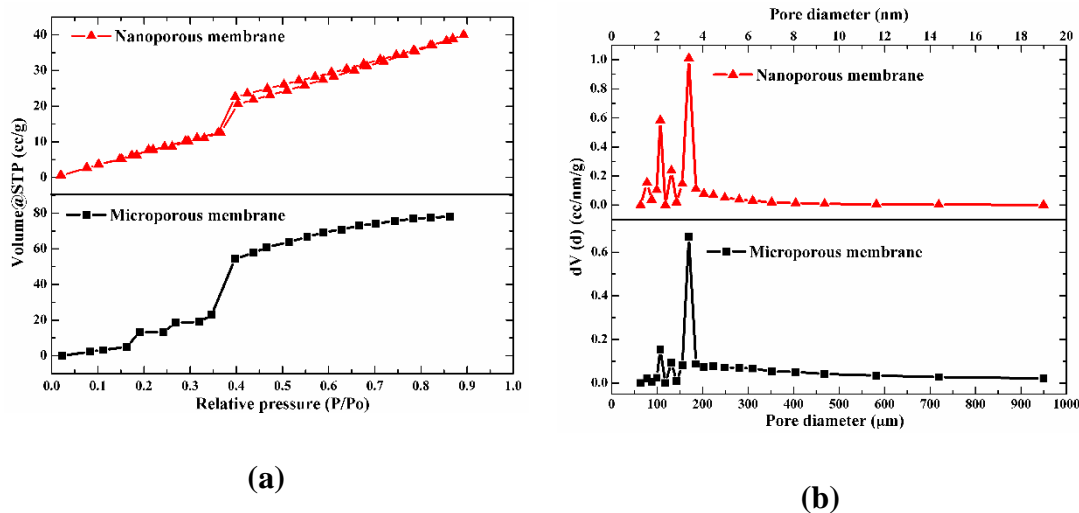 Nanoporous membrane
40
30
20
10
0
Volume@STP (cc/g)
Microporous membrane
80
60
40
20
0
0.0 0.1 0.2 0.3 0.4 0.5 0.6 0.7 0.8 0.9 1.0
Relative pressure (P/Po)
(a)
Pore diameter (nm)
0 2 4 6 8 10 12 14 16 18 20
Nanoporous membrane
1.0
0.8
0.6
0.4
0.2
0.0
dV (d) (cc/nm/g)
Microporous membrane
0.6
0.4
0.2
0.0
0 100 200 300 400 500 600 700 800 900 1000
Pore diameter (μm)
(b)